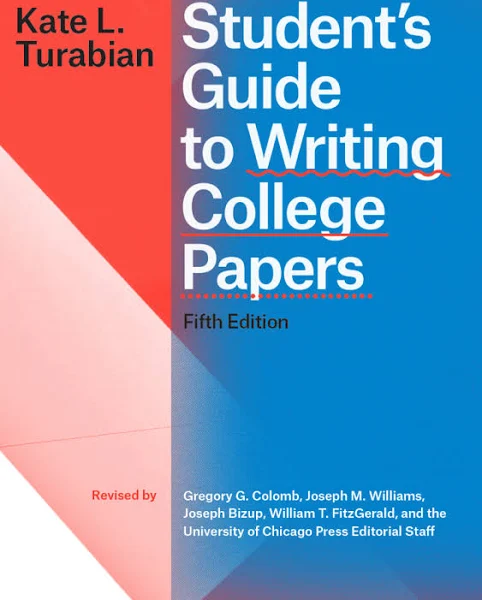 Kate L.
Turabian
Student's
Guide
to Writing
College
Papers
Fifth Edition
Revised by
Gregory G. Colomb, Joseph M. Williams,
Joseph Bizup, William T. FitzGerald, and the
University of Chicago Press Editorial Staff